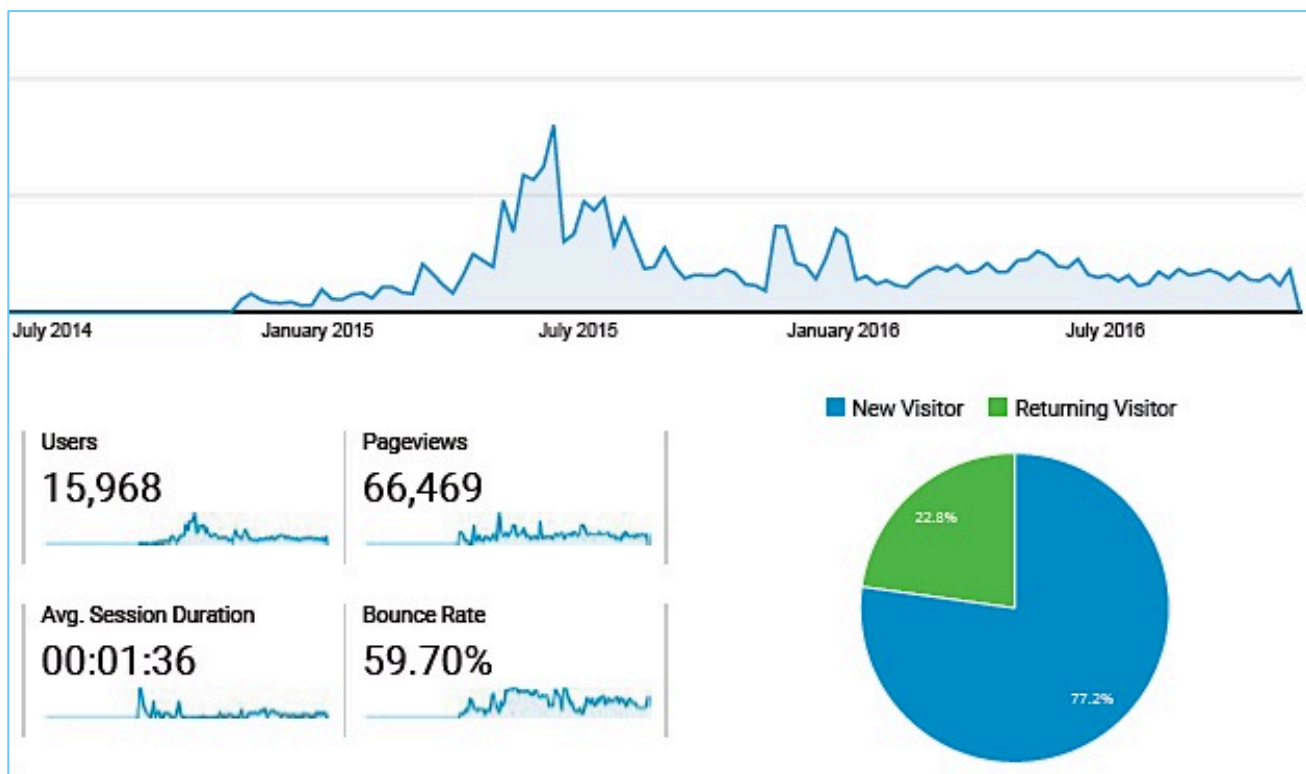 July 2014 January 2015 July 2015 January 2016 July 2016
New Visitor Returning Visitor
Users Pageviews
15,968 66,469
22.8%
Avg. Session Duration Bounce Rate
00:01:36 59.70%
77.2%